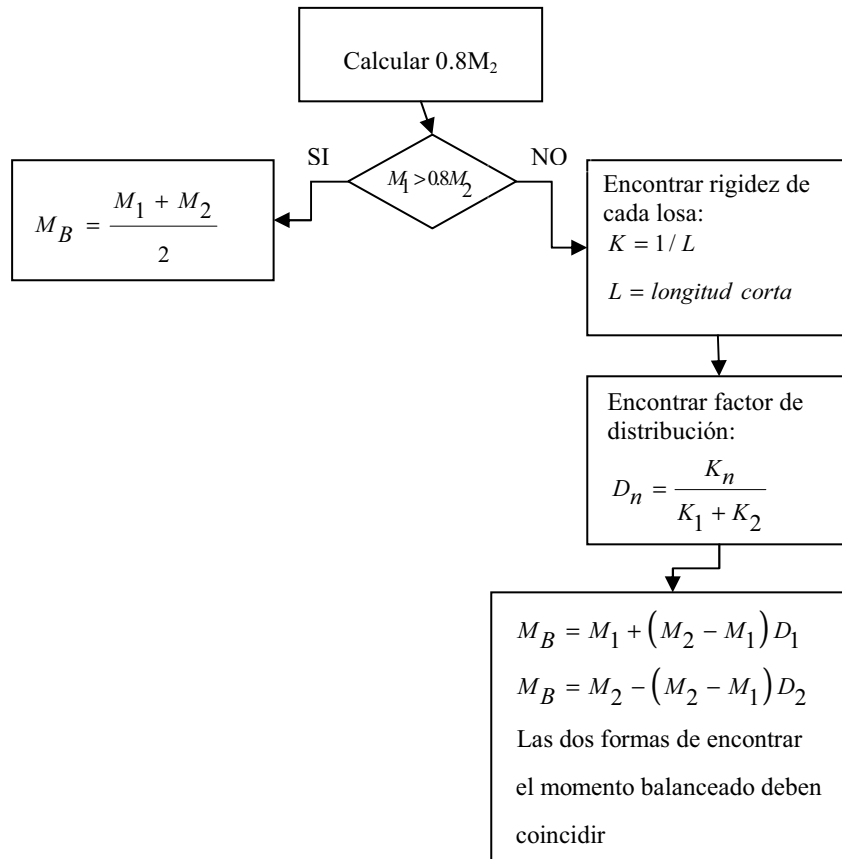 Calcular 0.8M₂
SI
NO
M₁ > 0.8M₂
M_B = (M₁ + M₂) / 2
Encontrar rigidez de
cada losa:
K = 1 / L
L = longitud corta
Encontrar factor de
distribución:
D_n = K_n / (K₁ + K₂)
M_B = M₁ + (M₂ − M₁) D₁
M_B = M₂ − (M₂ − M₁) D₂
Las dos formas de encontrar
el momento balanceado deben
coincidir